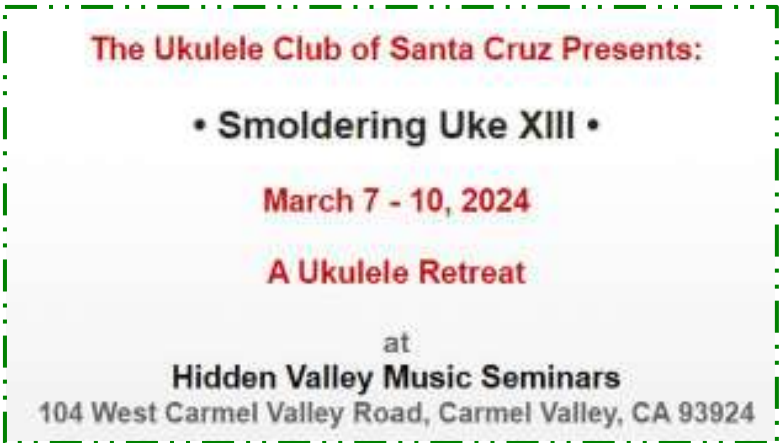 The Ukulele Club of Santa Cruz Presents:
• Smoldering Uke XIII •
March 7 - 10, 2024
A Ukulele Retreat
at
Hidden Valley Music Seminars
104 West Carmel Valley Road, Carmel Valley, CA 93924